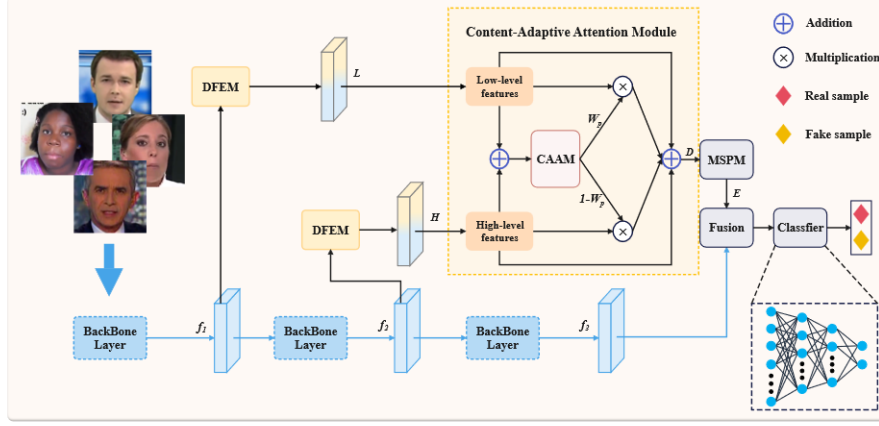 Content-Adaptive Attention Module
Addition
Multiplication
Real sample
Fake sample
DFEM
L
Low-level
features
W_p
CAAM
1-W_p
D
MSPM
E
DFEM
H
High-level
features
Fusion
Classfier
BackBone
Layer
f_1
BackBone
Layer
f_2
BackBone
Layer
f_3